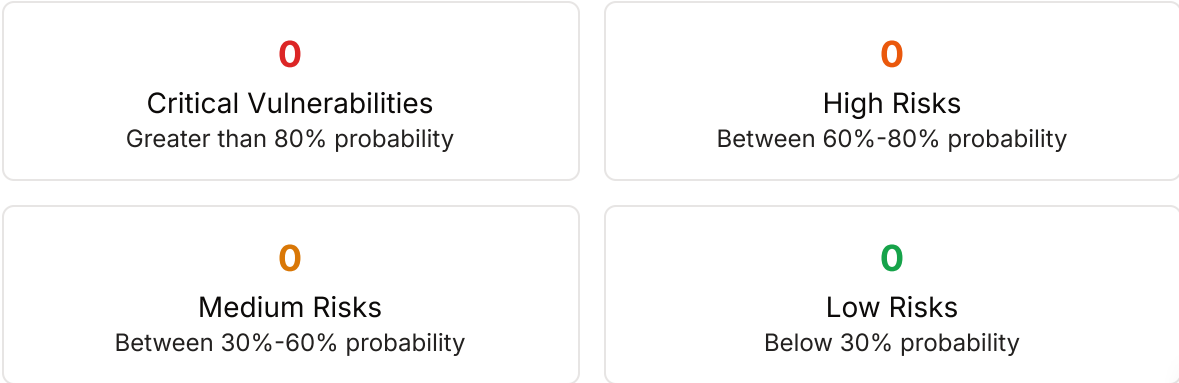 0
Critical Vulnerabilities
Greater than 80% probability
0
High Risks
Between 60%-80% probability
0
Medium Risks
Between 30%-60% probability
0
Low Risks
Below 30% probability